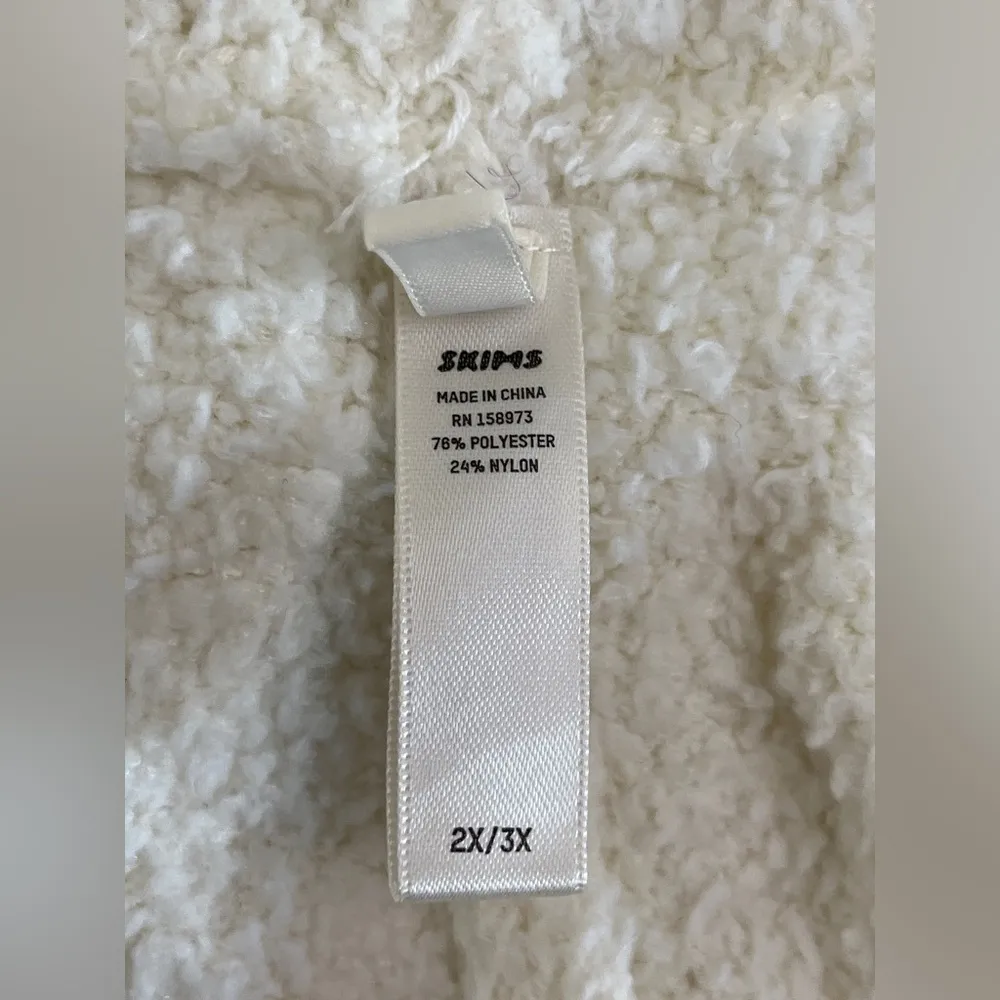 SKIMS
MADE IN CHINA
RN 158973
76% POLYESTER
24% NYLON
2X/3X